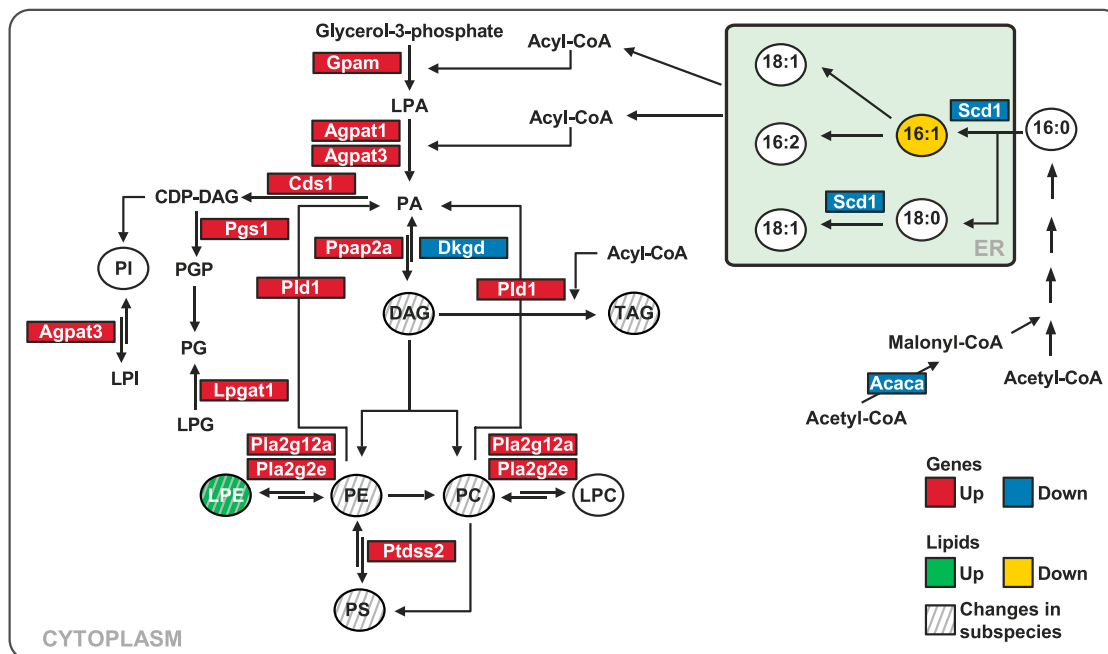 Glycerol-3-phosphate
Gpam
Acyl-CoA
LPA
Agpat1
Agpat3
Acyl-CoA
18:1
16:2
16:1
Scd1
16:0
18:1
Scd1
18:0
ER
Cds1
CDP-DAG
PA
Pgs1
Ppap2a
Dkgd
PI
PGP
Pld1
Pld1
Acyl-CoA
DAG
TAG
Agpat3
PG
LPI
Lpgat1
LPG
Malonyl-CoA
Acetyl-CoA
Acaca
Acetyl-CoA
Pla2g12a
Pla2g2e
Pla2g12a
Pla2g2e
LPE
PE
PC
LPC
Ptdss2
PS
Genes
Up
Down
Lipids
Up
Down
Changes in
subspecies
CYTOPLASM